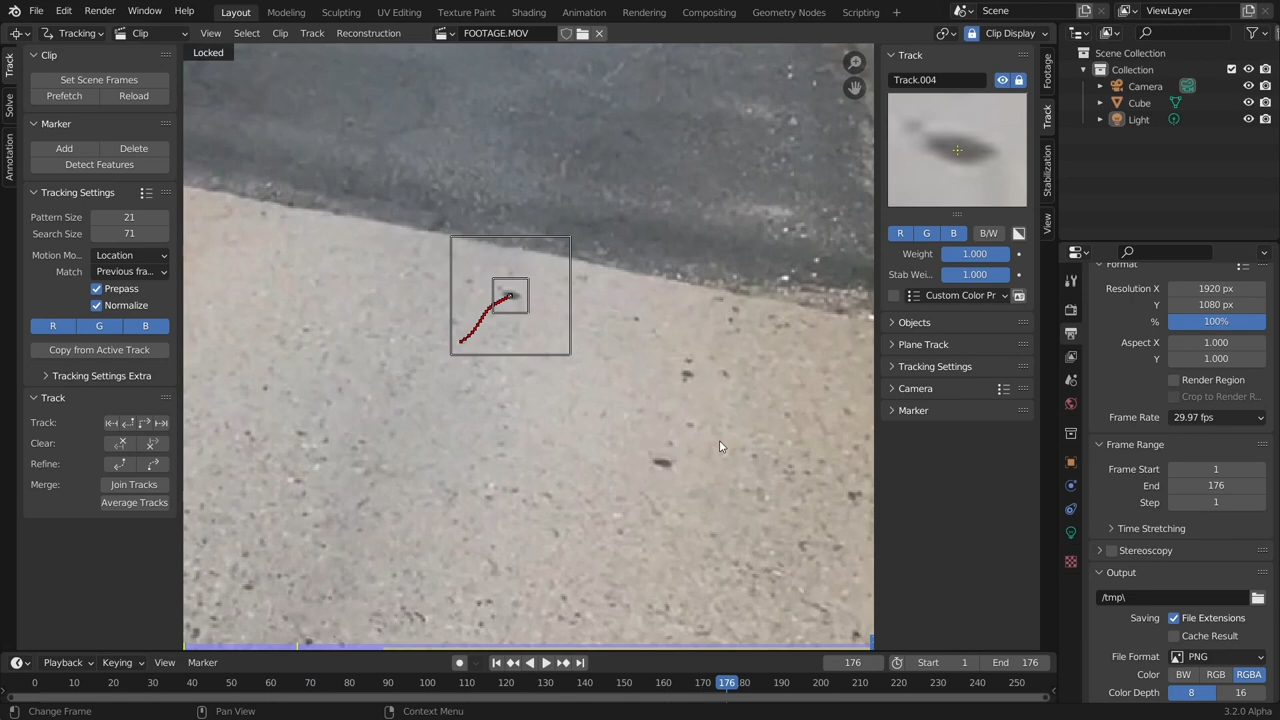 File Edit Render Window Help Layout Modeling Sculpting UV Editing Texture Paint Shading Animation Rendering Compositing Geometry Nodes Scripting + Scene ViewLayer
Tracking Clip View Select Clip Track Reconstruction FOOTAGE.MOV Clip Display
Locked
Track
Solve
Annotation
Clip
Set Scene Frames
Prefetch Reload
Marker
Add Delete
Detect Features
Tracking Settings
Pattern Size 21
Search Size 71
Motion Mo... Location
Match Previous fra...
Prepass
Normalize
R G B
Copy from Active Track
Tracking Settings Extra
Track
Track:
Clear:
Refine:
Merge: Join Tracks
Average Tracks
Track
Track.004
R G B B/W
Weight 1.000
Stab Wei... 1.000
Custom Color Pr
Objects
Plane Track
Tracking Settings
Camera
Marker
Footage
Track
Stabilization
View
Scene Collection
Collection
Camera
Cube
Light
Format
Resolution X 1920 px
Y 1080 px
% 100%
Aspect X 1.000
Y 1.000
Render Region
Crop to Render R...
Frame Rate 29.97 fps
Frame Range
Frame Start 1
End 176
Step 1
Time Stretching
Stereoscopy
Output
/tmp\
Saving File Extensions
Cache Result
File Format PNG
Color BW RGB RGBA
Color Depth 8 16
Playback Keying View Marker 176 Start 1 End 176
0 10 20 30 40 50 60 70 80 90 100 110 120 130 140 150 160 176 80 190 200 210 220 230 240 250
Change Frame Pan View Context Menu 3.2.0 Alpha